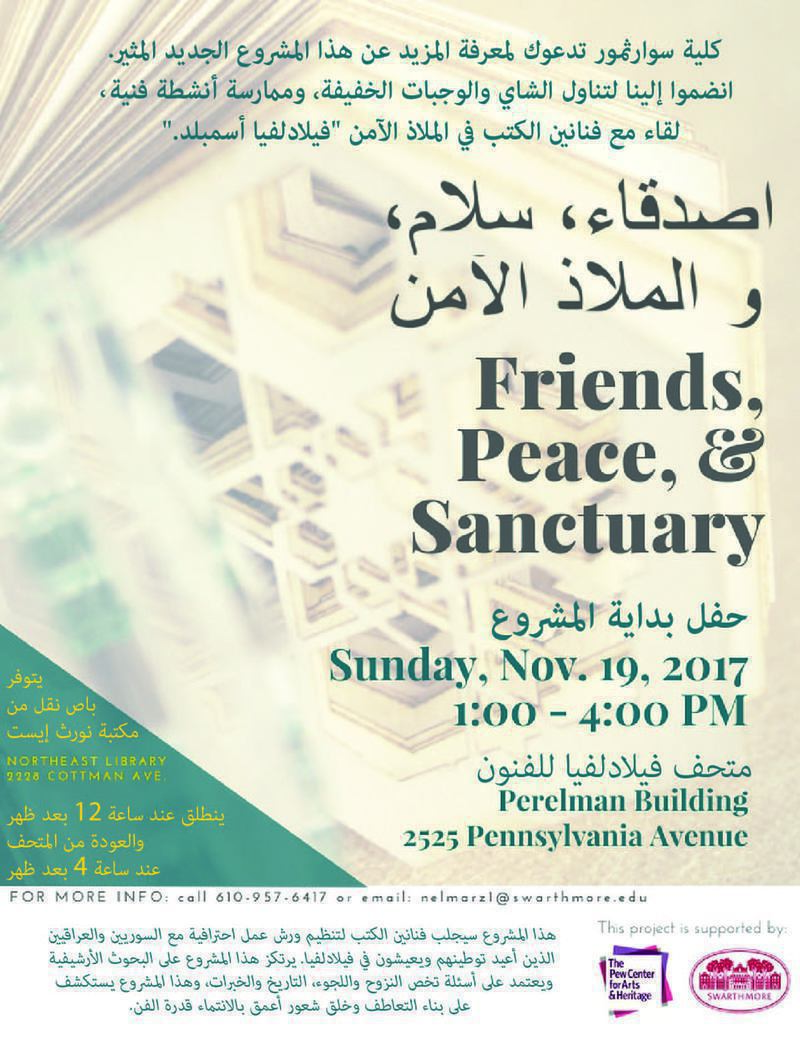 كلية سوارثمور تدعوك لمعرفة المزيد عن هذا المشروع الجديد المثير.
انضموا إلينا لتناول الشاي والوجبات الخفيفة، وممارسة أنشطة فنية،
لقاء مع فنانين الكتب في الملاذ الآمن "فيلادلفيا أسمبلد."
اصدقاء، سلام،
و الملاذ الآمن
Friends,
Peace, &
Sanctuary
حفل بداية المشروع
Sunday, Nov. 19, 2017
1:00 - 4:00 PM
متحف فيلادلفيا للفنون
Perelman Building
2525 Pennsylvania Avenue
يتوفر
باص نقل من
مكتبة نورث إيست
NORTHEAST LIBRARY
2228 COTTMAN AVE.
ينطلق عند ساعة 12 بعد ظهر
والعودة من المتحف
عند ساعة 4 بعد ظهر
FOR MORE INFO: call 610-957-6417 or email: nelmarz1@swarthmore.edu
هذا المشروع سيجلب فنانين الكتب لتنظيم ورش عمل احترافية مع السوريين والعراقيين
الذين أعيد توطينهم ويعيشون في فيلادلفيا. يرتكز هذا المشروع على البحوث الأرشيفية
ويعتمد على أسئلة تخص النزوح واللجوء، التاريخ والخبرات، وهذا المشروع يستكشف
على بناء التعاطف وخلق شعور أعمق بالانتماء قدرة الفن.
This project is supported by:
The
Pew Center
for Arts
& Heritage
SWARTHMORE